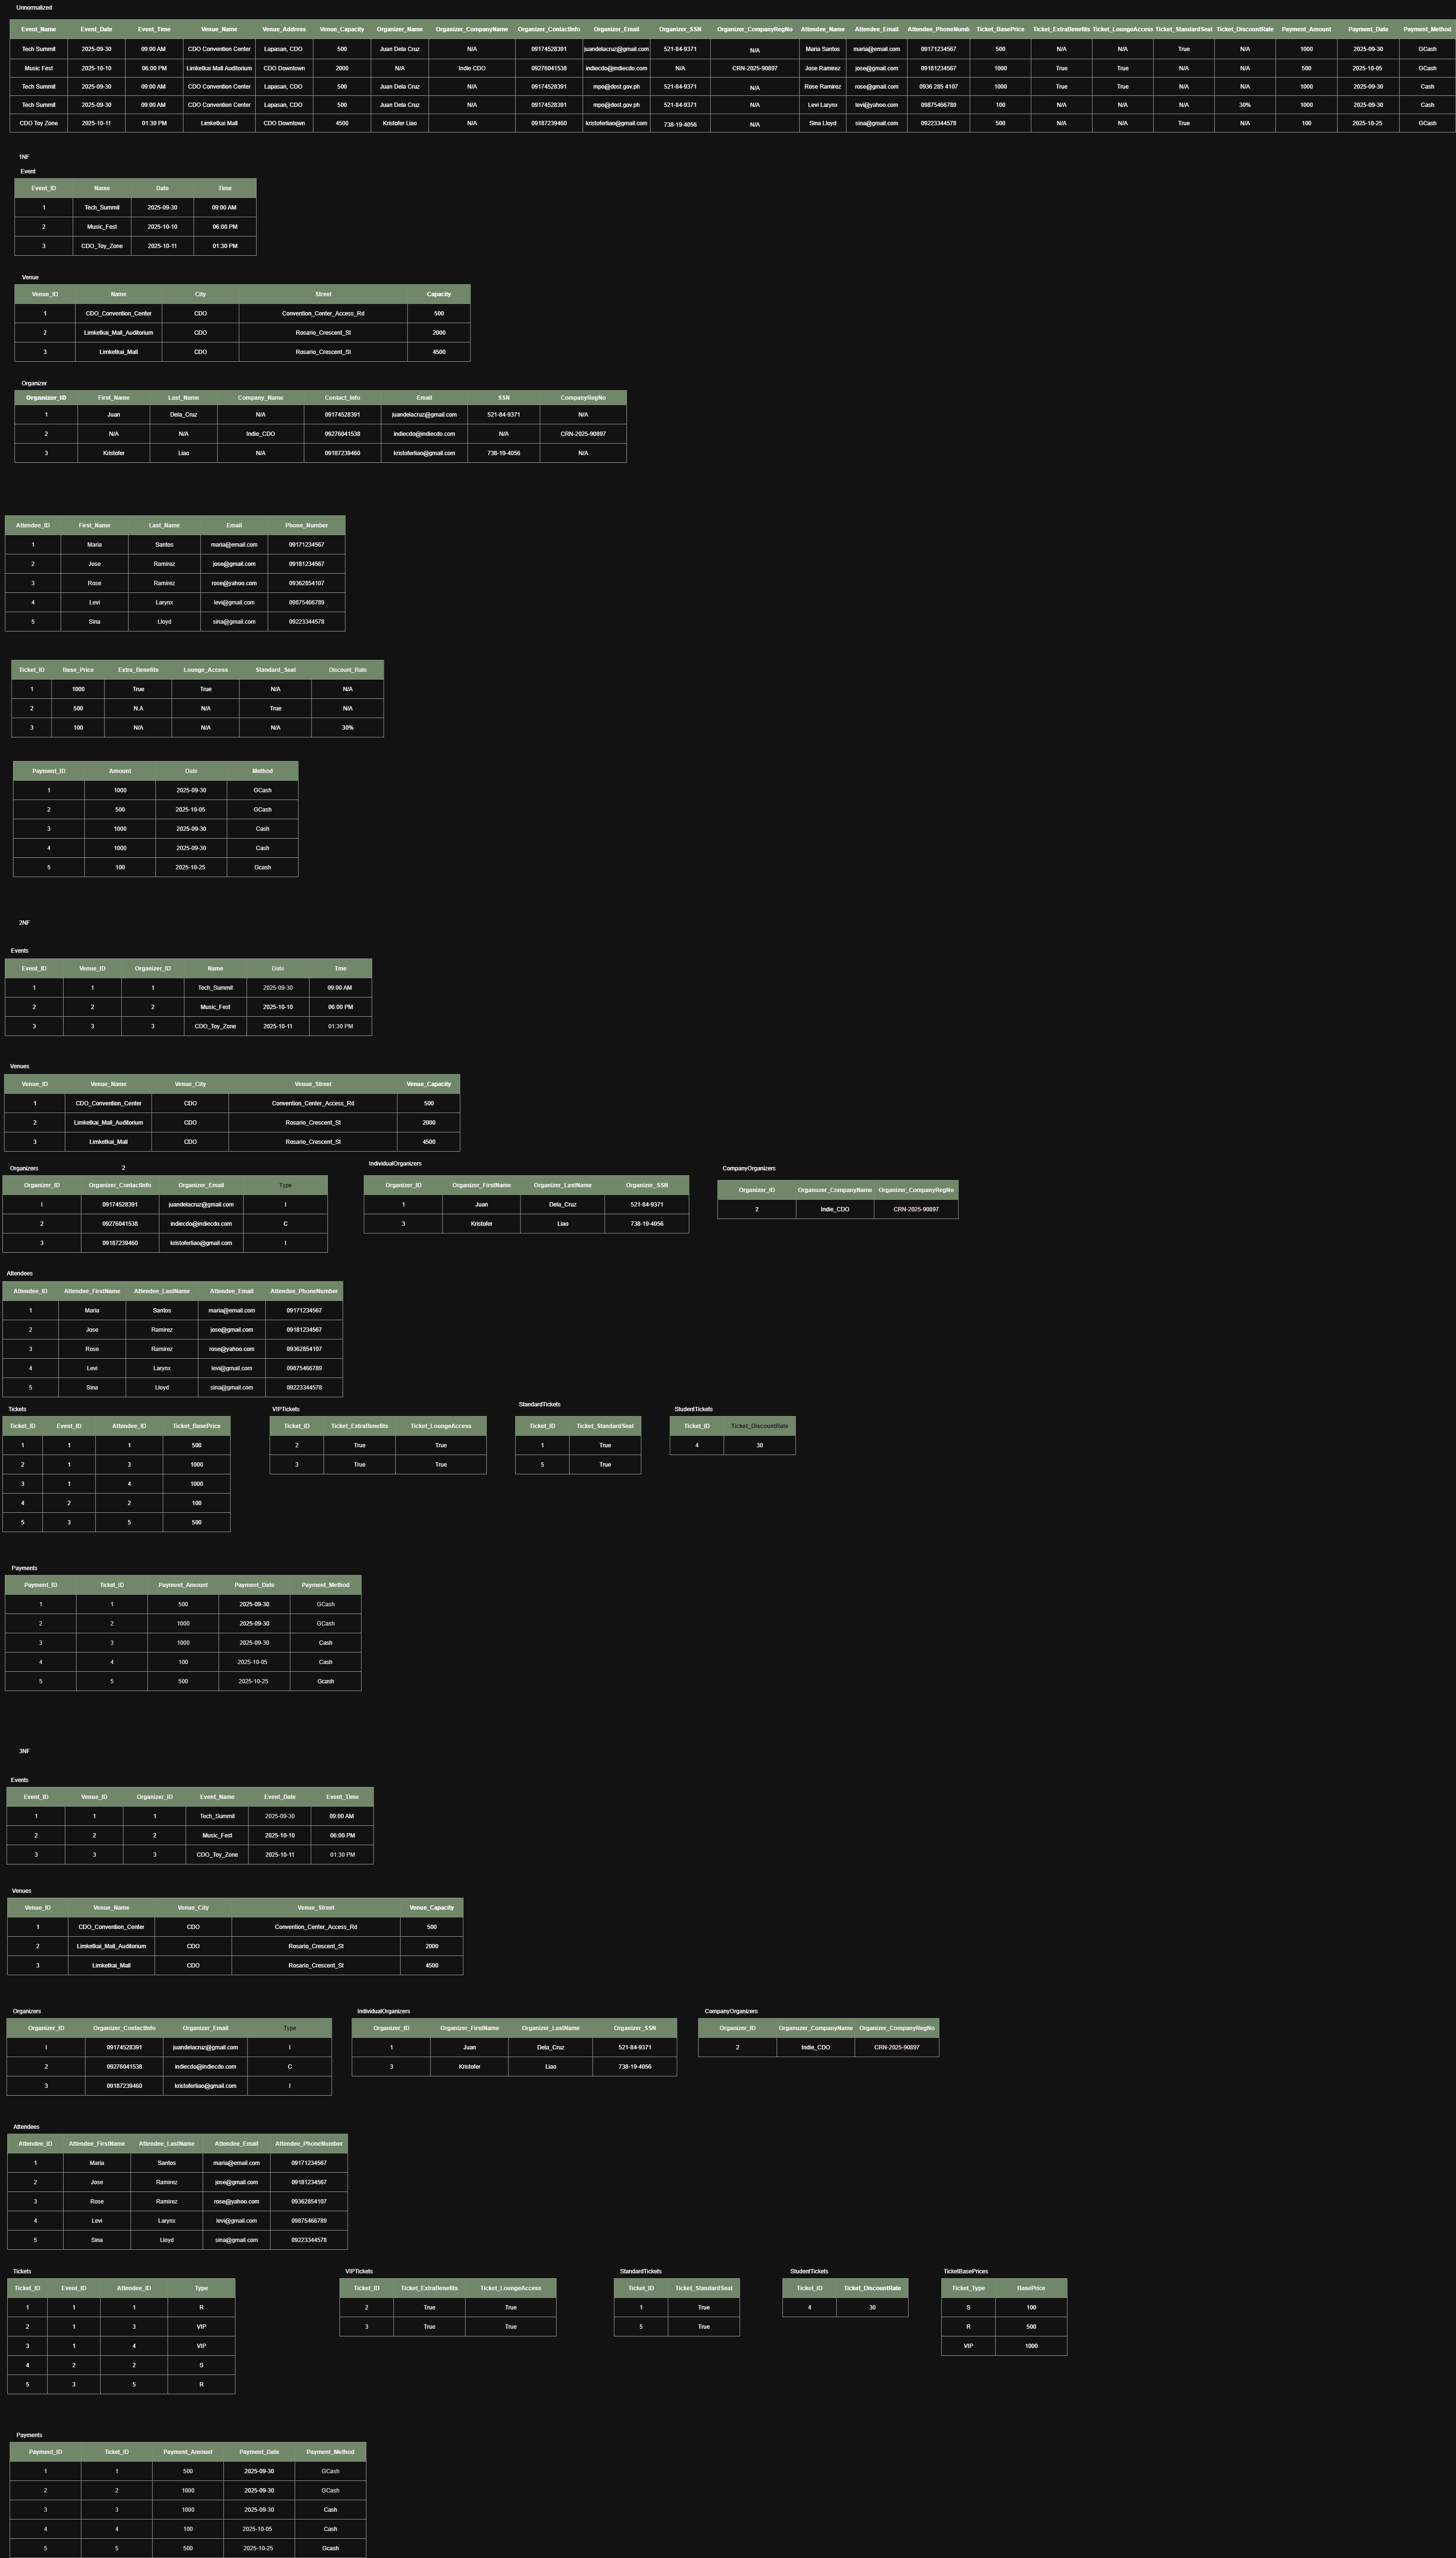 Unnormalized
Event_Name Event_Date Event_Time Venue_Name Venue_Address Venue_Capacity Organizer_Name Organizer_CompanyName Organizer_ContactInfo Organizer_Email Organizer_SSN Organizer_CompanyRegNo Attendee_Name Attendee_Email Attendee_PhoneNumb Ticket_BasePrice Ticket_ExtraBenefits Ticket_LoungeAccess Ticket_StandardSeat Ticket_DiscountRate Payment_Amount Payment_Date Payment_Method
Tech Summit 2025-09-30 09:00 AM CDO Convention Center Lapasan, CDO 500 Juan Dela Cruz N/A 09174528391 juandelacruz@gmail.com 521-84-9371 N/A Maria Santos maria@email.com 09171234567 500 N/A N/A True N/A 1000 2025-09-30 GCash
Music Fest 2025-10-10 06:00 PM Limketkai Mall Auditorium CDO Downtown 2000 N/A Indie CDO 09276041538 indiecdo@indiecdo.com N/A CRN-2025-90897 Jose Ramirez jose@gmail.com 09181234567 1000 True True N/A N/A 500 2025-10-05 GCash
Tech Summit 2025-09-30 09:00 AM CDO Convention Center Lapasan, CDO 500 Juan Dela Cruz N/A 09174528391 mpo@dost.gov.ph 521-84-9371 N/A Rose Ramirez rose@gmail.com 0936 285 4107 1000 True True N/A N/A 1000 2025-09-30 Cash
Tech Summit 2025-09-30 09:00 AM CDO Convention Center Lapasan, CDO 500 Juan Dela Cruz N/A 09174528391 mpo@dost.gov.ph 521-84-9371 N/A Levi Larynx levi@yahoo.com 09875466789 100 N/A N/A N/A 30% 1000 2025-09-30 Cash
CDO Toy Zone 2025-10-11 01:30 PM Limketkai Mall CDO Downtown 4500 Kristofer Liao N/A 09187239460 kristoferliao@gmail.com 738-19-4056 N/A Sina Lloyd sina@gmail.com 09223344578 500 N/A N/A True N/A 100 2025-10-25 GCash
1NF
Event
Event_ID Name Date Time
1 Tech_Summit 2025-09-30 09:00 AM
2 Music_Fest 2025-10-10 06:00 PM
3 CDO_Toy_Zone 2025-10-11 01:30 PM
Venue
Venue_ID Name City Street Capacity
1 CDO_Convention_Center CDO Convention_Center_Access_Rd 500
2 Limketkai_Mall_Auditorium CDO Rosario_Crescent_St 2000
3 Limketkai_Mall CDO Rosario_Crescent_St 4500
Organizer
Organizer_ID First_Name Last_Name Company_Name Contact_Info Email SSN CompanyRegNo
1 Juan Dela_Cruz N/A 09174528391 juandelacruz@gmail.com 521-84-9371 N/A
2 N/A N/A Indie_CDO 09276041538 indiecdo@indiecdo.com N/A CRN-2025-90897
3 Kristofer Liao N/A 09187239460 kristoferliao@gmail.com 738-19-4056 N/A
Attendee_ID First_Name Last_Name Email Phone_Number
1 Maria Santos maria@email.com 09171234567
2 Jose Ramirez jose@gmail.com 09181234567
3 Rose Ramirez rose@yahoo.com 09362854107
4 Levi Larynx levi@gmail.com 09875466789
5 Sina Lloyd sina@gmail.com 09223344578
Ticket_ID Base_Price Extra_Benefits Lounge_Access Standard_Seat Discount_Rate
1 1000 True True N/A N/A
2 500 N.A N/A True N/A
3 100 N/A N/A N/A 30%
Payment_ID Amount Date Method
1 1000 2025-09-30 GCash
2 500 2025-10-05 GCash
3 1000 2025-09-30 Cash
4 1000 2025-09-30 Cash
5 100 2025-10-25 Gcash
2NF
Events
Event_ID Venue_ID Organizer_ID Name Date Tme
1 1 1 Tech_Summit 2025-09-30 09:00 AM
2 2 2 Music_Fest 2025-10-10 06:00 PM
3 3 3 CDO_Toy_Zone 2025-10-11 01:30 PM
Venues
Venue_ID Venue_Name Venue_City Venue_Street Venue_Capacity
1 CDO_Convention_Center CDO Convention_Center_Access_Rd 500
2 Limketkai_Mall_Auditorium CDO Rosario_Crescent_St 2000
3 Limketkai_Mall CDO Rosario_Crescent_St 4500
Organizers 2 IndividualOrganizers CompanyOrganizers
Organizer_ID Organizer_ContactInfo Organizer_Email Type
I 09174528391 juandelacruz@gmail.com I
2 09276041538 indiecdo@indiecdo.com C
3 09187239460 kristoferliao@gmail.com I
Organizer_ID Organizer_FirstName Organizer_LastName Organizer_SSN
1 Juan Dela_Cruz 521-84-9371
3 Kristofer Liao 738-19-4056
Organizer_ID Organuzer_CompanyName Organizer_CompanyRegNo
2 Indie_CDO CRN-2025-90897
Attendees
Attendee_ID Attendee_FirstName Attendee_LastName Attendee_Email Attendee_PhoneNumber
1 Maria Santos maria@email.com 09171234567
2 Jose Ramirez jose@gmail.com 09181234567
3 Rose Ramirez rose@yahoo.com 09362854107
4 Levi Larynx levi@gmail.com 09875466789
5 Sina Lloyd sina@gmail.com 09223344578
Tickets VIPTickets StandardTickets StudentTickets
Ticket_ID Event_ID Attendee_ID Ticket_BasePrice
1 1 1 500
2 1 3 1000
3 1 4 1000
4 2 2 100
5 3 5 500
Ticket_ID Ticket_ExtraBenefits Ticket_LoungeAccess
2 True True
3 True True
Ticket_ID Ticket_StandardSeat
1 True
5 True
Ticket_ID Ticket_DiscountRate
4 30
Payments
Payment_ID Ticket_ID Payment_Amount Payment_Date Payment_Method
1 1 500 2025-09-30 GCash
2 2 1000 2025-09-30 GCash
3 3 1000 2025-09-30 Cash
4 4 100 2025-10-05 Cash
5 5 500 2025-10-25 Gcash
3NF
Events
Event_ID Venue_ID Organizer_ID Event_Name Event_Date Event_Time
1 1 1 Tech_Summit 2025-09-30 09:00 AM
2 2 2 Music_Fest 2025-10-10 06:00 PM
3 3 3 CDO_Toy_Zone 2025-10-11 01:30 PM
Venues
Venue_ID Venue_Name Venue_City Venue_Street Venue_Capacity
1 CDO_Convention_Center CDO Convention_Center_Access_Rd 500
2 Limketkai_Mall_Auditorium CDO Rosario_Crescent_St 2000
3 Limketkai_Mall CDO Rosario_Crescent_St 4500
Organizers IndividualOrganizers CompanyOrganizers
Organizer_ID Organizer_ContactInfo Organizer_Email Type
I 09174528391 juandelacruz@gmail.com I
2 09276041538 indiecdo@indiecdo.com C
3 09187239460 kristoferliao@gmail.com I
Organizer_ID Organizer_FirstName Organizer_LastName Organizer_SSN
1 Juan Dela_Cruz 521-84-9371
3 Kristofer Liao 738-19-4056
Organizer_ID Organuzer_CompanyName Organizer_CompanyRegNo
2 Indie_CDO CRN-2025-90897
Attendees
Attendee_ID Attendee_FirstName Attendee_LastName Attendee_Email Attendee_PhoneNumber
1 Maria Santos maria@email.com 09171234567
2 Jose Ramirez jose@gmail.com 09181234567
3 Rose Ramirez rose@yahoo.com 09362854107
4 Levi Larynx levi@gmail.com 09875466789
5 Sina Lloyd sina@gmail.com 09223344578
Tickets VIPTickets StandardTickets StudentTickets TicketBasePrices
Ticket_ID Event_ID Attendee_ID Type
1 1 1 R
2 1 3 VIP
3 1 4 VIP
4 2 2 S
5 3 5 R
Ticket_ID Ticket_ExtraBenefits Ticket_LoungeAccess
2 True True
3 True True
Ticket_ID Ticket_StandardSeat
1 True
5 True
Ticket_ID Ticket_DiscountRate
4 30
Ticket_Type BasePrice
S 100
R 500
VIP 1000
Payments
Payment_ID Ticket_ID Payment_Amount Payment_Date Payment_Method
1 1 500 2025-09-30 GCash
2 2 1000 2025-09-30 GCash
3 3 1000 2025-09-30 Cash
4 4 100 2025-10-05 Cash
5 5 500 2025-10-25 Gcash